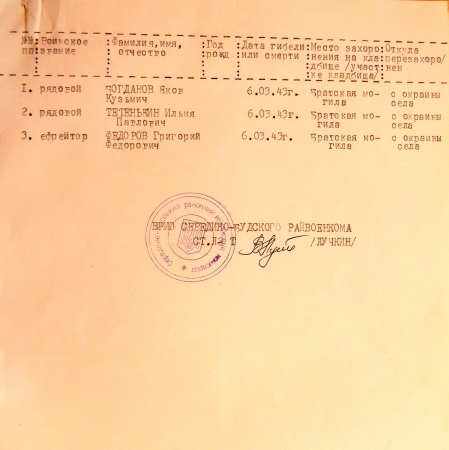 №№:Воинское :Фамилия,имя, :Год :Дата гибели:Место захоро:Откуда
пп:звание : отчество :рожд :или смерти :нения на кла:перезахоро/
дбище /участ:нен
ке кладбища/:
1. рядовой БОГДАНОВ Яков 6.03.43г. Братская мо- с окраины
Кузьмич гила села
2. рядовой ТЕТЕНЬКИН Илья 6.03.43г. Братская мо- с окраины
Павлович гила села
3. ефрейтор ФЕДОРОВ Григорий 6.03.43г. Братская мо- с окраины
Федорович гила села
ВРИО СЕРЕДИНО-БУДСКОГО РАЙВОЕНКОМА
СТ.Л-Т /ЛУЧКИН/